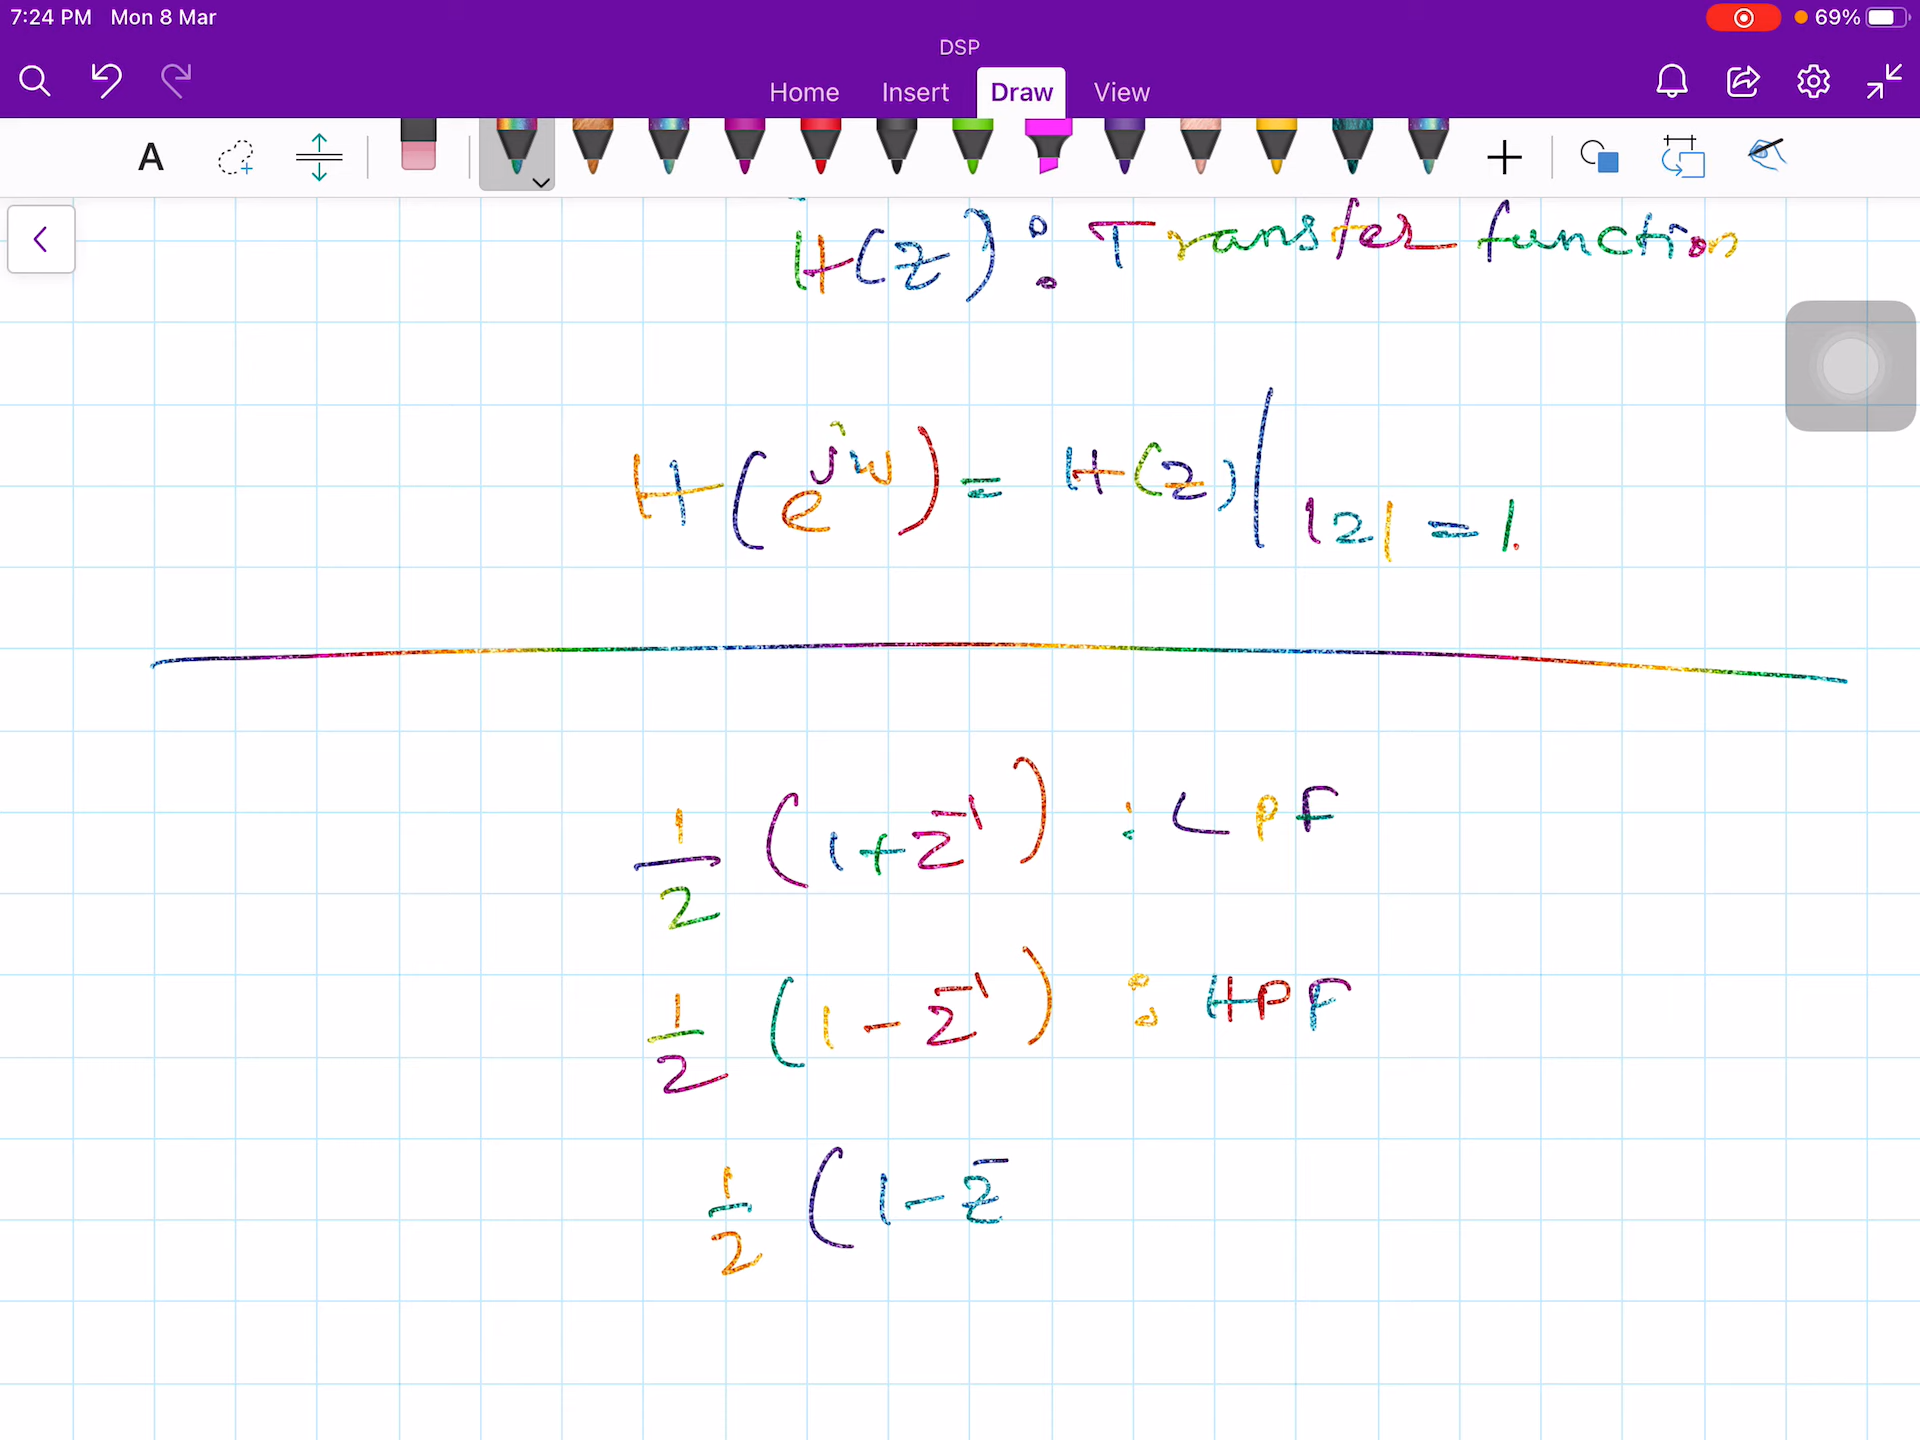 7:24 PM Mon 8 Mar 69%
DSP
Home Insert Draw View
A
H(z) : Transfer function
H(e^jw) = H(z) | |z| = 1.
1/2 (1+z^-1) : LPF
1/2 (1-z^-1) : HPF
1/2 (1-z^-